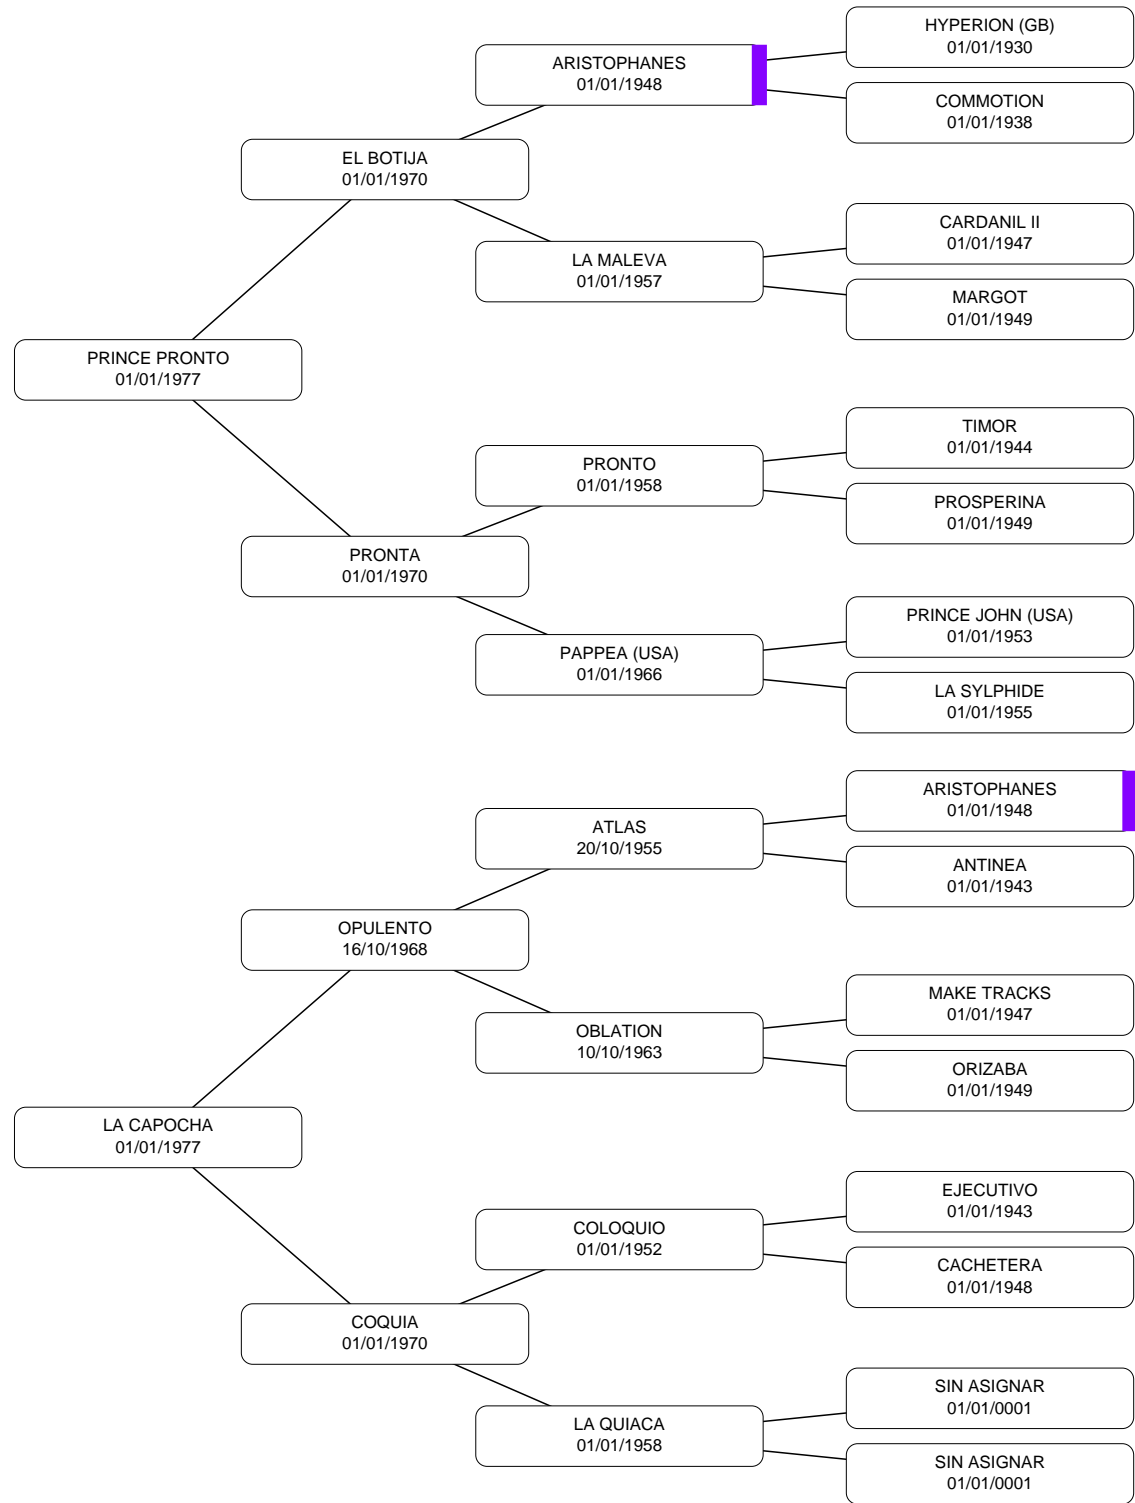 HYPERION (GB)
01/01/1930
ARISTOPHANES
01/01/1948
COMMOTION
01/01/1938
EL BOTIJA
01/01/1970
CARDANIL II
01/01/1947
LA MALEVA
01/01/1957
MARGOT
01/01/1949
PRINCE PRONTO
01/01/1977
TIMOR
01/01/1944
PRONTO
01/01/1958
PROSPERINA
01/01/1949
PRONTA
01/01/1970
PRINCE JOHN (USA)
01/01/1953
PAPPEA (USA)
01/01/1966
LA SYLPHIDE
01/01/1955
ARISTOPHANES
01/01/1948
ATLAS
20/10/1955
ANTINEA
01/01/1943
OPULENTO
16/10/1968
MAKE TRACKS
01/01/1947
OBLATION
10/10/1963
ORIZABA
01/01/1949
LA CAPOCHA
01/01/1977
EJECUTIVO
01/01/1943
COLOQUIO
01/01/1952
CACHETERA
01/01/1948
COQUIA
01/01/1970
SIN ASIGNAR
01/01/0001
LA QUIACA
01/01/1958
SIN ASIGNAR
01/01/0001